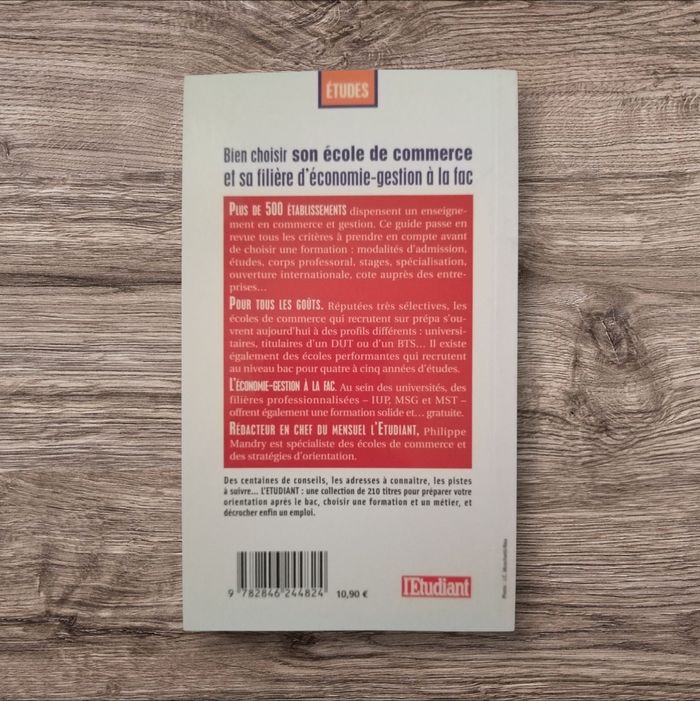 ÉTUDES
Bien choisir son école de commerce
et sa filière d'économie-gestion à la fac
PLUS DE 500 ÉTABLISSEMENTS dispensent un enseigne-
ment en commerce et gestion. Ce guide passe en
revue tous les critères à prendre en compte avant
de choisir une formation : modalités d'admission,
études, corps professoral, stages, spécialisation,
ouverture internationale, cote auprès des entre-
prises...
POUR TOUS LES GOÛTS. Réputées très sélectives, les
écoles de commerce qui recrutent sur prépa s'ou-
vrent aujourd'hui à des profils différents : universi-
taires, titulaires d'un DUT ou d'un BTS... Il existe
également des écoles performantes qui recrutent
au niveau bac pour quatre à cinq années d'études.
L'ÉCONOMIE-GESTION À LA FAC. Au sein des universités, des
filières professionnalisées – IUP, MSG et MST –
offrent également une formation solide et... gratuite.
RÉDACTEUR EN CHEF DU MENSUEL L'ETUDIANT, Philippe
Mandry est spécialiste des écoles de commerce et
des stratégies d'orientation.
Des centaines de conseils, les adresses à connaître, les pistes
à suivre... L'ETUDIANT : une collection de 210 titres pour préparer votre
orientation après le bac, choisir une formation et un métier, et
décrocher enfin un emploi.
9 782846 244824
10,90 €
l'Etudiant